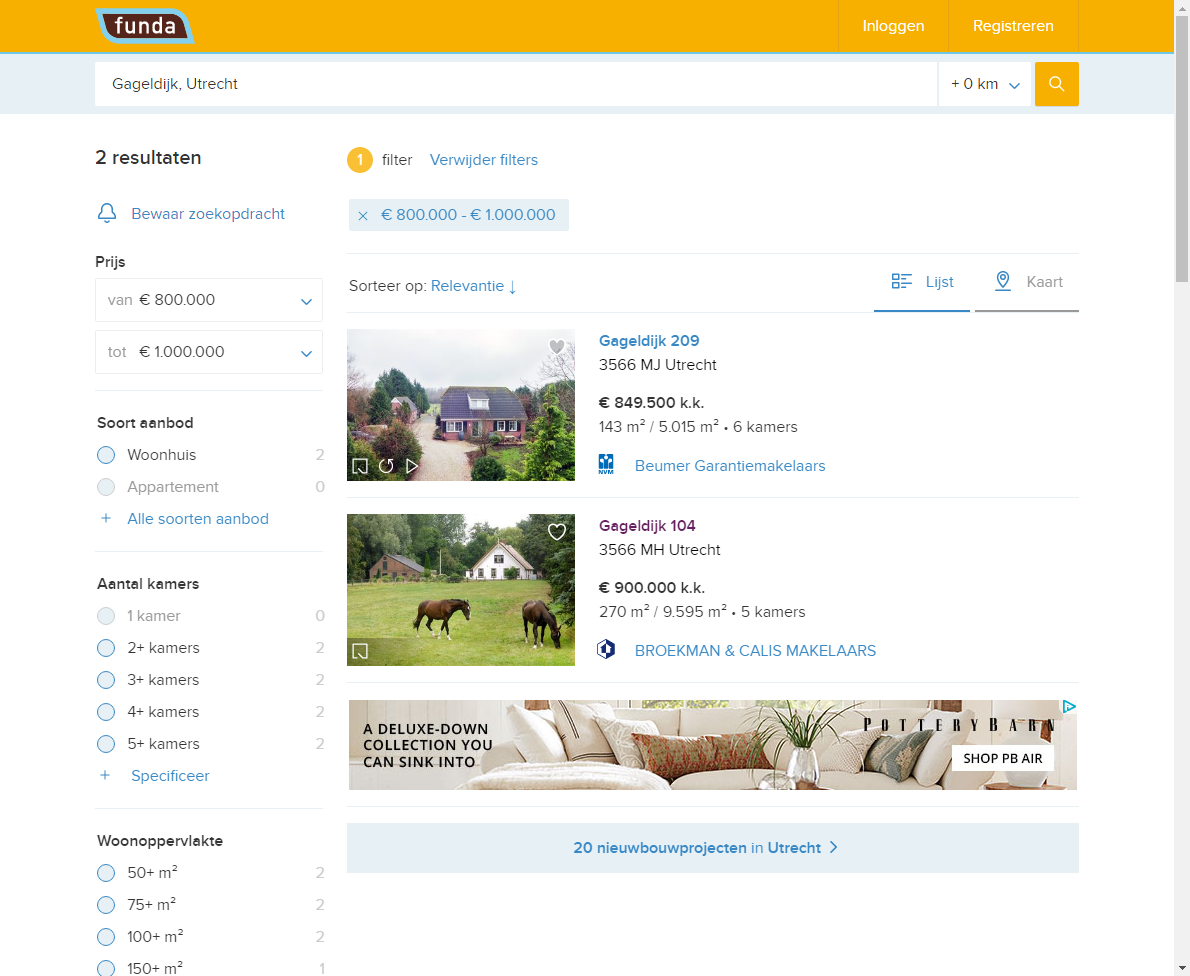 funda
Inloggen
Registreren
Gageldijk, Utrecht
+ 0 km
2 resultaten
Bewaar zoekopdracht
Prijs
van € 800.000
tot € 1.000.000
Soort aanbod
Woonhuis 2
Appartement 0
+ Alle soorten aanbod
Aantal kamers
1 kamer 0
2+ kamers 2
3+ kamers 2
4+ kamers 2
5+ kamers 2
+ Specificeer
Woonoppervlakte
50+ m² 2
75+ m² 2
100+ m² 2
150+ m² 1
1 filter Verwijder filters
× € 800.000 - € 1.000.000
Sorteer op: Relevantie ↓
Lijst
Kaart
Gageldijk 209
3566 MJ Utrecht
€ 849.500 k.k.
143 m² / 5.015 m² • 6 kamers
NVM
Beumer Garantiemakelaars
Gageldijk 104
3566 MH Utrecht
€ 900.000 k.k.
270 m² / 9.595 m² • 5 kamers
BROEKMAN & CALIS MAKELAARS
A DELUXE-DOWN
COLLECTION YOU
CAN SINK INTO
POTTERY BARN
SHOP PB AIR
20 nieuwbouwprojecten in Utrecht